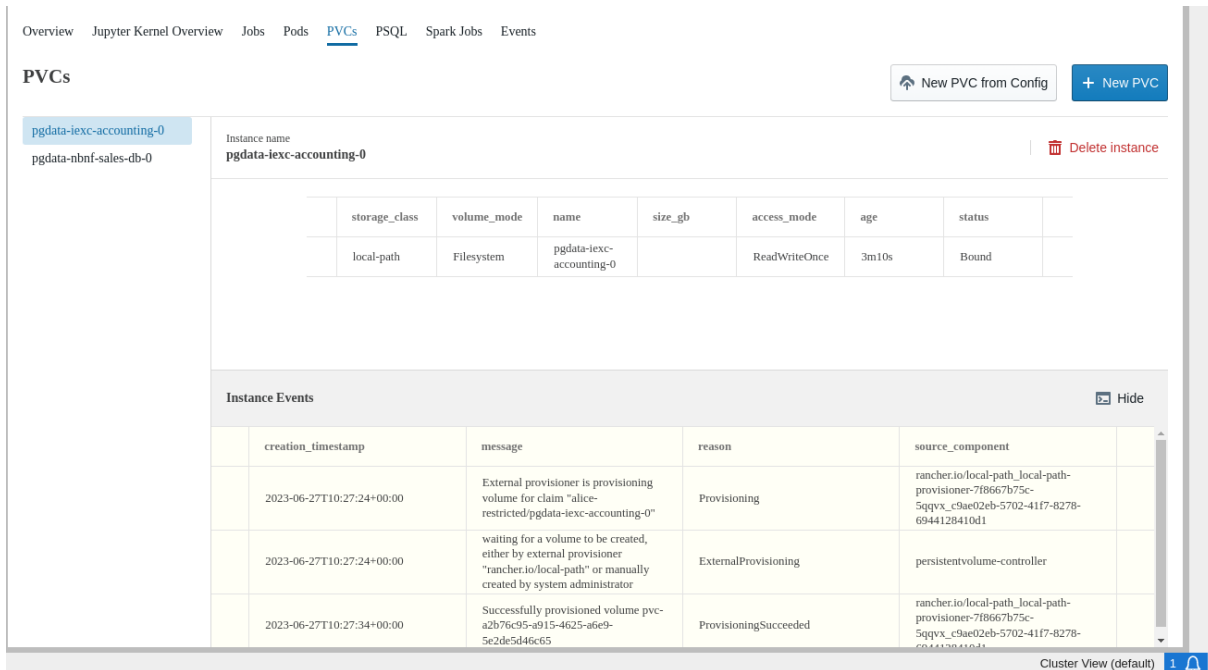 Overview Jupyter Kernel Overview Jobs Pods PVCs PSQL Spark Jobs Events
PVCs
New PVC from Config
New PVC
pgdata-iexc-accounting-0
pgdata-nbnf-sales-db-0
Instance name
pgdata-iexc-accounting-0
Delete instance
storage_class volume_mode name size_gb access_mode age status
local-path Filesystem pgdata-iexc-
accounting-0 ReadWriteOnce 3m10s Bound
Instance Events
Hide
creation_timestamp message reason source_component
2023-06-27T10:27:24+00:00
External provisioner is provisioning
volume for claim "alice-
restricted/pgdata-iexc-accounting-0"
Provisioning
rancher.io/local-path_local-path-
provisioner-7f8667b75c-
5qqvx_c9ae02eb-5702-41f7-8278-
6944128410d1
2023-06-27T10:27:24+00:00
waiting for a volume to be created,
either by external provisioner
"rancher.io/local-path" or manually
created by system administrator
ExternalProvisioning
persistentvolume-controller
2023-06-27T10:27:34+00:00
Successfully provisioned volume pvc-
a2b76c95-a915-4625-a6e9-
5e2de5d46c65
ProvisioningSucceeded
rancher.io/local-path_local-path-
provisioner-7f8667b75c-
5qqvx_c9ae02eb-5702-41f7-8278-
6944128410d1
Cluster View (default) 1